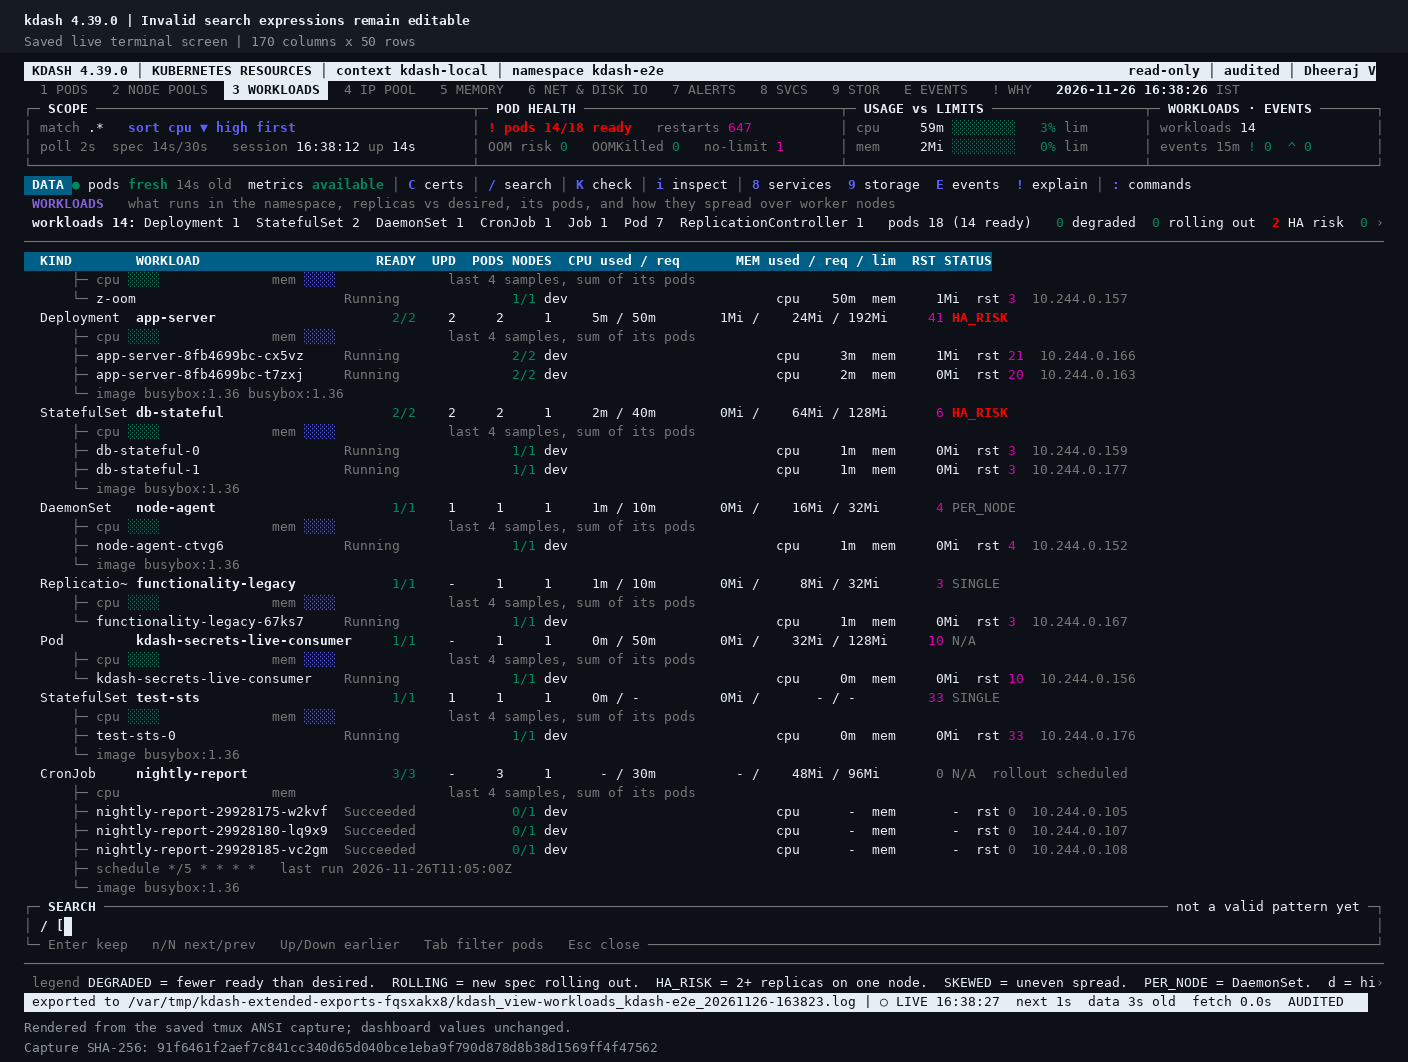 kdash 4.39.0 | Invalid search expressions remain editable
Saved live terminal screen | 170 columns x 50 rows
KDASH 4.39.0 │ KUBERNETES RESOURCES │ context kdash-local │ namespace kdash-e2e read-only │ audited │ Dheeraj V
1 PODS 2 NODE POOLS 3 WORKLOADS 4 IP POOL 5 MEMORY 6 NET & DISK IO 7 ALERTS 8 SVCS 9 STOR E EVENTS ! WHY 2026-11-26 16:38:26 IST
SCOPE POD HEALTH USAGE vs LIMITS WORKLOADS · EVENTS
match .* sort cpu ▼ high first │ ! pods 14/18 ready restarts 647 │ cpu 59m ░░░░░░░░ 3% lim │ workloads 14
poll 2s spec 14s/30s session 16:38:12 up 14s │ OOM risk 0 OOMKilled 0 no-limit 1 │ mem 2Mi ░░░░░░░░ 0% lim │ events 15m ! 0 ^ 0
DATA ● pods fresh 14s old metrics available │ C certs │ / search │ K check │ i inspect │ 8 services 9 storage E events ! explain │ : commands
WORKLOADS what runs in the namespace, replicas vs desired, its pods, and how they spread over worker nodes
workloads 14: Deployment 1 StatefulSet 2 DaemonSet 1 CronJob 1 Job 1 Pod 7 ReplicationController 1 pods 18 (14 ready) 0 degraded 0 rolling out 2 HA risk 0 ›
KIND WORKLOAD READY UPD PODS NODES CPU used / req MEM used / req / lim RST STATUS
├─ cpu ░░░░ mem ░░░░ last 4 samples, sum of its pods
└─ z-oom Running 1/1 dev cpu 50m mem 1Mi rst 3 10.244.0.157
Deployment app-server 2/2 2 2 1 5m / 50m 1Mi / 24Mi / 192Mi 41 HA_RISK
├─ cpu ░░░░ mem ░░░░ last 4 samples, sum of its pods
├─ app-server-8fb4699bc-cx5vz Running 2/2 dev cpu 3m mem 1Mi rst 21 10.244.0.166
├─ app-server-8fb4699bc-t7zxj Running 2/2 dev cpu 2m mem 0Mi rst 20 10.244.0.163
└─ image busybox:1.36 busybox:1.36
StatefulSet db-stateful 2/2 2 2 1 2m / 40m 0Mi / 64Mi / 128Mi 6 HA_RISK
├─ cpu ░░░░ mem ░░░░ last 4 samples, sum of its pods
├─ db-stateful-0 Running 1/1 dev cpu 1m mem 0Mi rst 3 10.244.0.159
├─ db-stateful-1 Running 1/1 dev cpu 1m mem 0Mi rst 3 10.244.0.177
└─ image busybox:1.36
DaemonSet node-agent 1/1 1 1 1 1m / 10m 0Mi / 16Mi / 32Mi 4 PER_NODE
├─ cpu ░░░░ mem ░░░░ last 4 samples, sum of its pods
├─ node-agent-ctvg6 Running 1/1 dev cpu 1m mem 0Mi rst 4 10.244.0.152
└─ image busybox:1.36
Replicatio~ functionality-legacy 1/1 - 1 1 1m / 10m 0Mi / 8Mi / 32Mi 3 SINGLE
├─ cpu ░░░░ mem ░░░░ last 4 samples, sum of its pods
└─ functionality-legacy-67ks7 Running 1/1 dev cpu 1m mem 0Mi rst 3 10.244.0.167
Pod kdash-secrets-live-consumer 1/1 - 1 1 0m / 50m 0Mi / 32Mi / 128Mi 10 N/A
├─ cpu ░░░░ mem ░░░░ last 4 samples, sum of its pods
└─ kdash-secrets-live-consumer Running 1/1 dev cpu 0m mem 0Mi rst 10 10.244.0.156
StatefulSet test-sts 1/1 1 1 1 0m / - 0Mi / - / - 33 SINGLE
├─ cpu ░░░░ mem ░░░░ last 4 samples, sum of its pods
├─ test-sts-0 Running 1/1 dev cpu 0m mem 0Mi rst 33 10.244.0.176
└─ image busybox:1.36
CronJob nightly-report 3/3 - 3 1 - / 30m - / 48Mi / 96Mi 0 N/A rollout scheduled
├─ cpu mem last 4 samples, sum of its pods
├─ nightly-report-29928175-w2kvf Succeeded 0/1 dev cpu - mem - rst 0 10.244.0.105
├─ nightly-report-29928180-lq9x9 Succeeded 0/1 dev cpu - mem - rst 0 10.244.0.107
├─ nightly-report-29928185-vc2gm Succeeded 0/1 dev cpu - mem - rst 0 10.244.0.108
├─ schedule */5 * * * * last run 2026-11-26T11:05:00Z
└─ image busybox:1.36
SEARCH not a valid pattern yet
/ [
Enter keep n/N next/prev Up/Down earlier Tab filter pods Esc close
legend DEGRADED = fewer ready than desired. ROLLING = new spec rolling out. HA_RISK = 2+ replicas on one node. SKEWED = uneven spread. PER_NODE = DaemonSet. d = hi›
exported to /var/tmp/kdash-extended-exports-fqsxakx8/kdash_view-workloads_kdash-e2e_20261126-163823.log | ○ LIVE 16:38:27 next 1s data 3s old fetch 0.0s AUDITED
Rendered from the saved tmux ANSI capture; dashboard values unchanged.
Capture SHA-256: 91f6461f2aef7c841cc340d65d040bce1eba9f790d878d8b38d1569ff4f47562